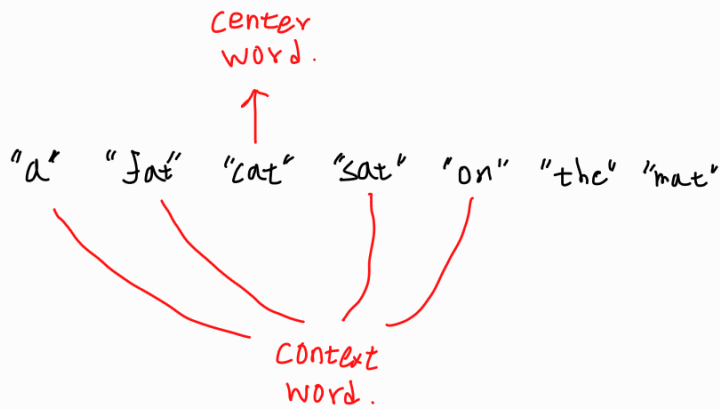 center
word.
"a" "fat" "cat" "sat" "on" "the" "mat"
context
word.